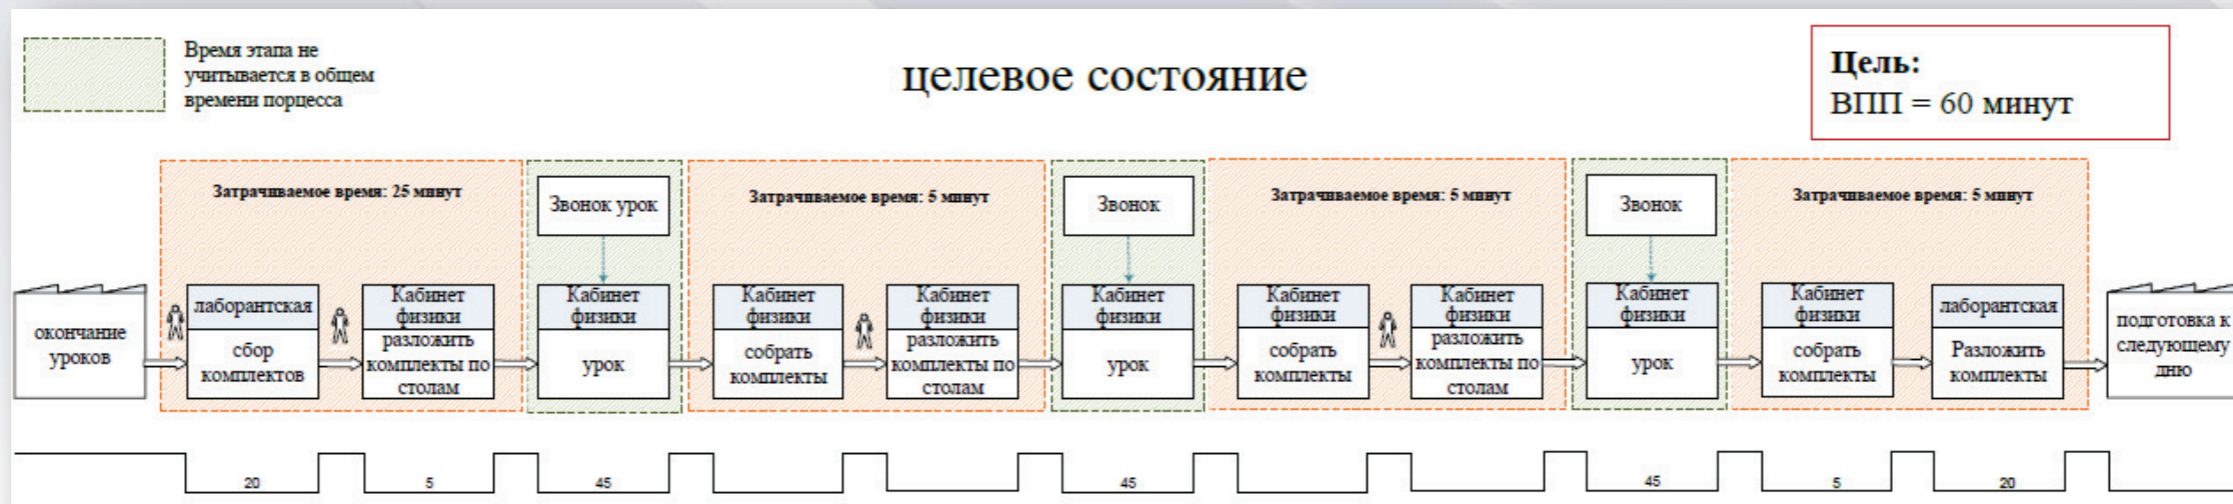 Время этапа не
учитывается в общем
времени порцесса
целевое состояние
Цель:
ВПП = 60 минут
Затрачиваемое время: 25 минут
Звонок урок
Затрачиваемое время: 5 минут
Звонок
Затрачиваемое время: 5 минут
Звонок
Затрачиваемое время: 5 минут
окончание
уроков
лаборантская
сбор
комплектов
Кабинет
физики
разложить
комплекты по
столам
Кабинет
физики
урок
Кабинет
физики
собрать
комплекты
Кабинет
физики
разложить
комплекты по
столам
Кабинет
физики
урок
Кабинет
физики
собрать
комплекты
Кабинет
физики
разложить
комплекты по
столам
Кабинет
физики
урок
Кабинет
физики
собрать
комплекты
лаборантская
Разложить
комплекты
подготовка к
следующему
дню
20
5
45
45
45
5
20